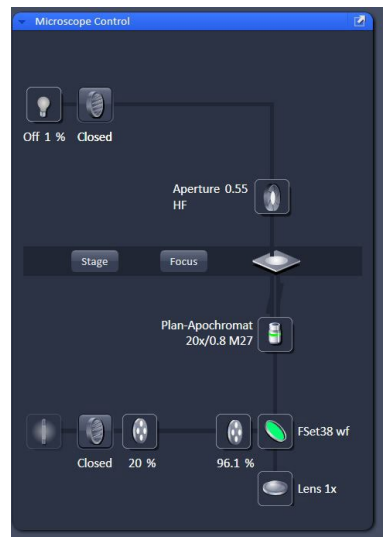 Microscope Control
Off 1 % Closed
Aperture 0.55
HF
Stage Focus
Plan-Apochromat
20x/0.8 M27
FSet38 wf
Closed 20 % 96.1 %
Lens 1x